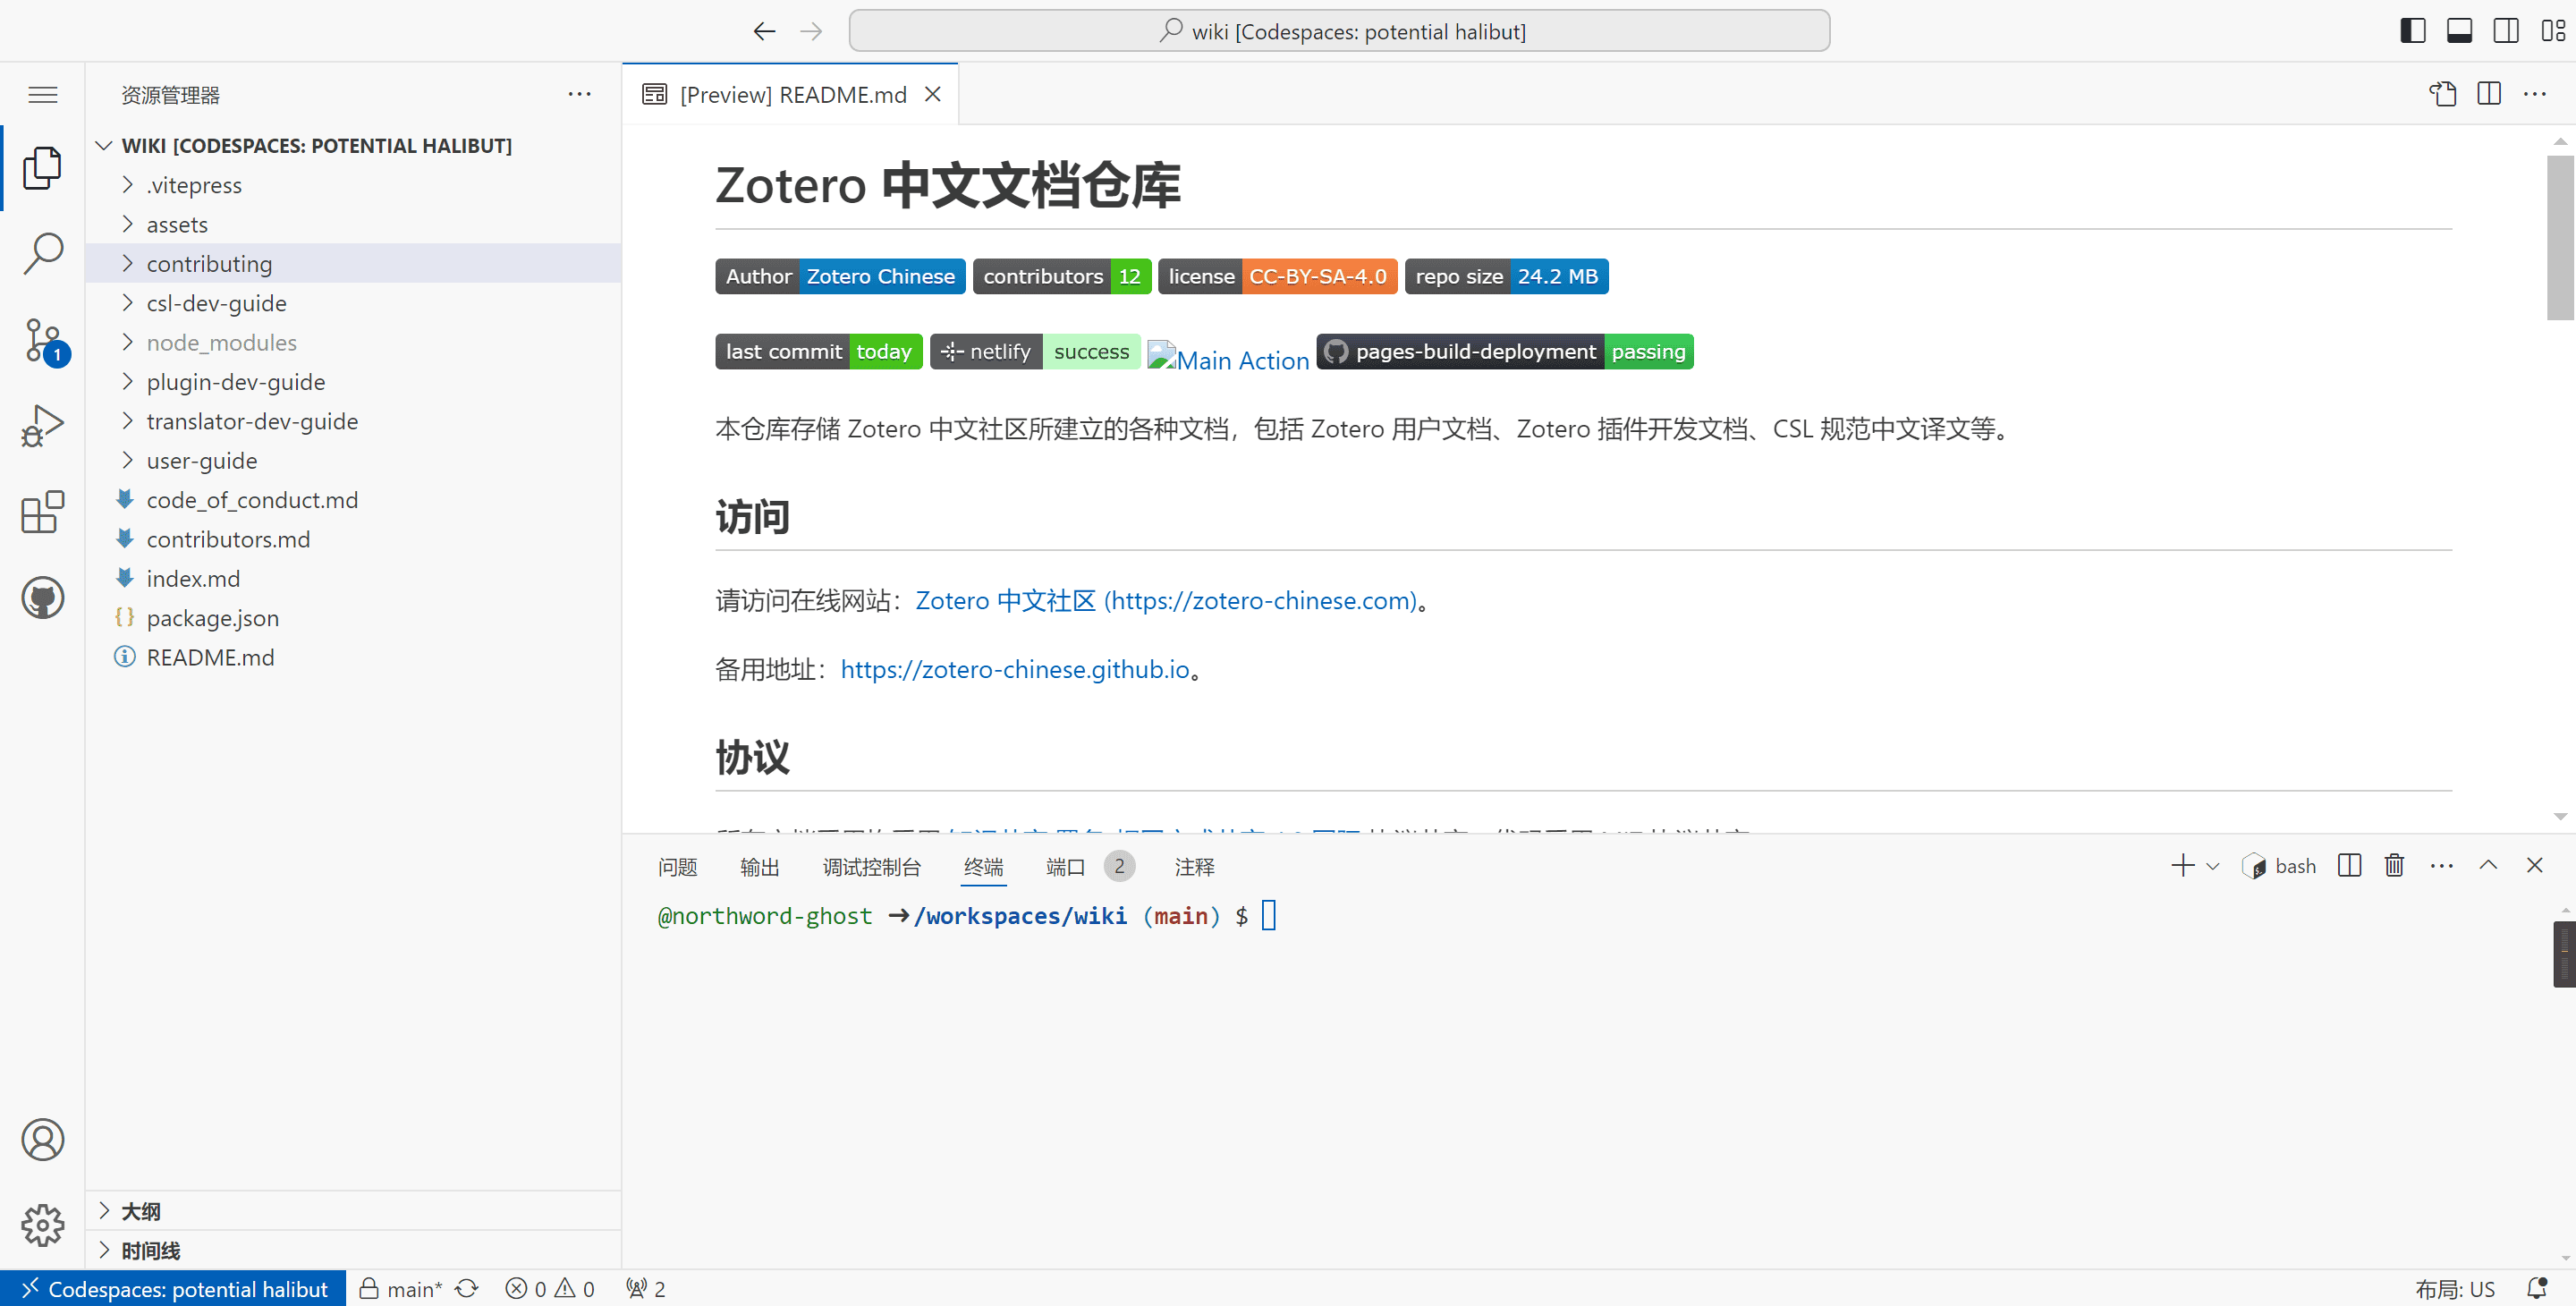 wiki [Codespaces: potential halibut]
资源管理器
WIKI [CODESPACES: POTENTIAL HALIBUT]
.vitepress
assets
contributing
csl-dev-guide
node_modules
plugin-dev-guide
translator-dev-guide
user-guide
code_of_conduct.md
contributors.md
index.md
package.json
README.md
1
大纲
时间线
[Preview] README.md
Zotero 中文文档仓库
Author Zotero Chinese contributors 12 license CC-BY-SA-4.0 repo size 24.2 MB
last commit today netlify success Main Action pages-build-deployment passing
本仓库存储 Zotero 中文社区所建立的各种文档，包括 Zotero 用户文档、Zotero 插件开发文档、CSL 规范中文译文等。
访问
请访问在线网站：Zotero 中文社区 (https://zotero-chinese.com)。
备用地址：https://zotero-chinese.github.io。
协议
问题 输出 调试控制台 终端 端口 2 注释
bash
@northword-ghost ➜/workspaces/wiki (main) $
Codespaces: potential halibut main* 0 0 2
布局: US